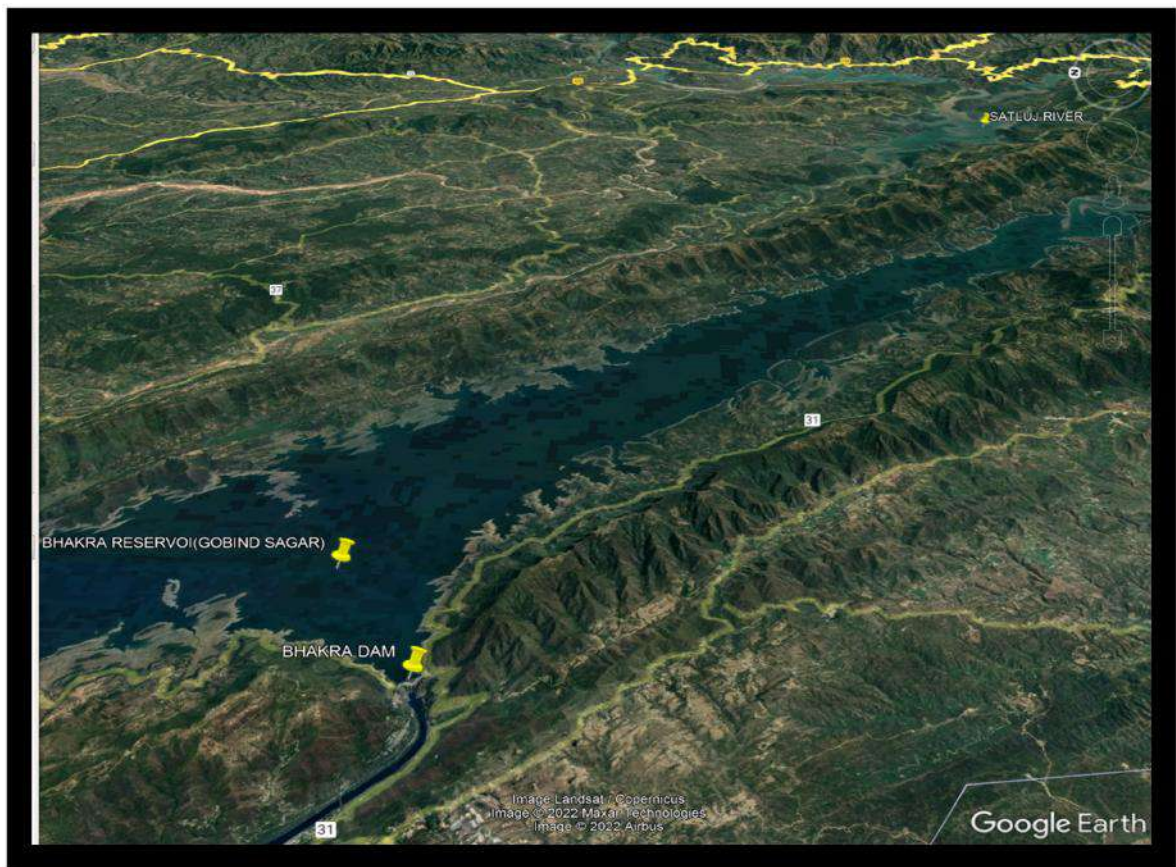 N
SATLUJ RIVER
37
31
BHAKRA RESERVOI(GOBIND SAGAR)
BHAKRA DAM
31
Image Landsat / Copernicus
Image © 2022 Maxar Technologies
Image © 2022 Airbus
Google Earth